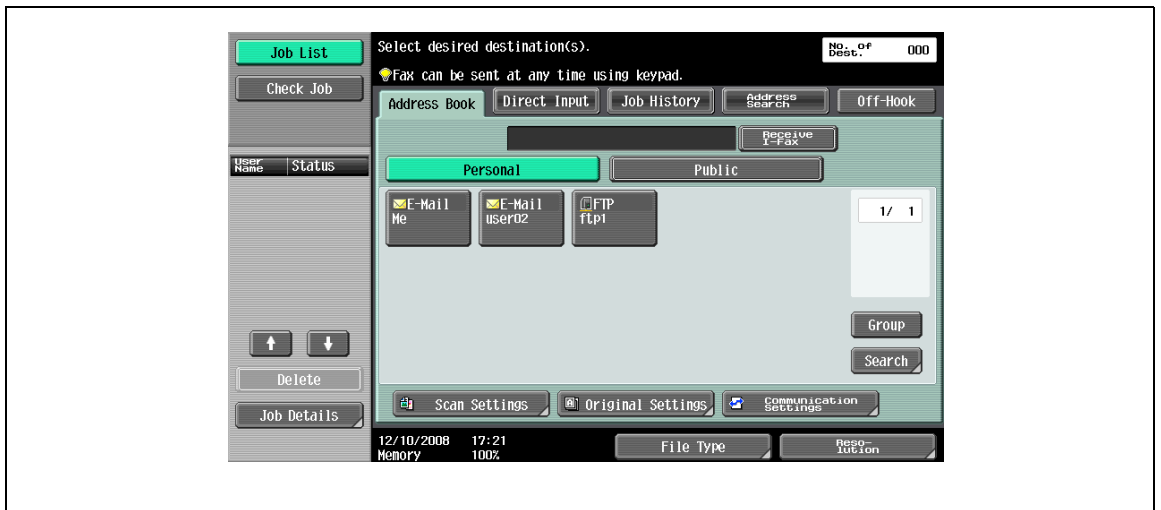 Job List
Check Job
User Name
Status
Delete
Job Details
Select desired destination(s).
No. of Dest.
000
Fax can be sent at any time using keypad.
Address Book
Direct Input
Job History
Address Search
Off-Hook
Receive I-Fax
Personal
Public
E-Mail
Me
E-Mail
user02
FTP
ftp1
1/ 1
Group
Search
Scan Settings
Original Settings
Communication Settings
12/10/2008 17:21
Memory 100%
File Type
Reso-
lution